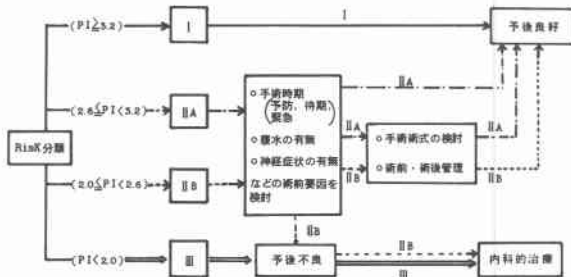 (PI≧3.2)
I
I
予後良好
(2.6≦PI<3.2)
ⅡA
○手術時期
(予防、待期、
緊急)
○腹水の有無
○神経症状の有無
などの術前要因を
検討
ⅡA
ⅡA
ⅡB
○手術術式の検討
○術前・術後管理
ⅡA
ⅡB
RisK分類
(2.0≦PI<2.6)
ⅡB
ⅡB
(PI<2.0)
Ⅲ
予後不良
ⅡB
Ⅲ
内科的治療